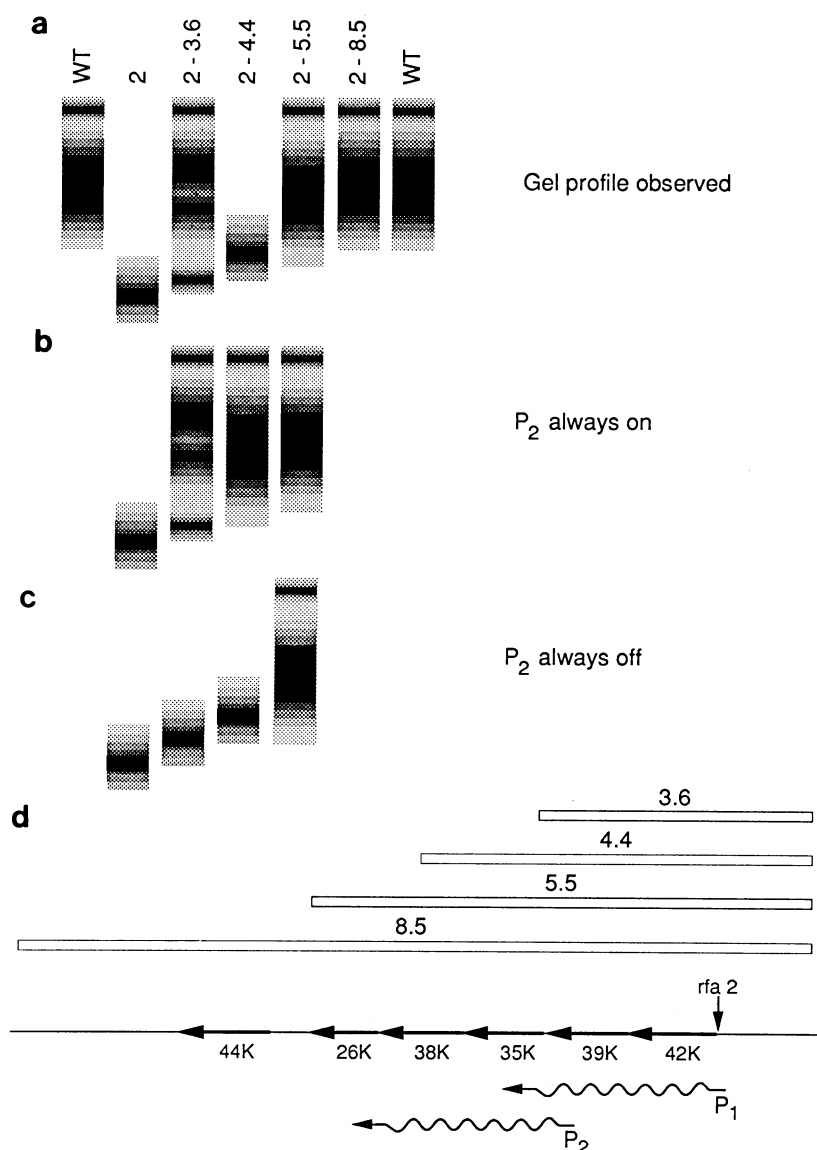 a
WT
2
2 - 3.6
2 - 4.4
2 - 5.5
2 - 8.5
WT
Gel profile observed
b
P2 always on
c
P2 always off
d
3.6
4.4
5.5
8.5
rfa 2
44K 26K 38K 35K 39K 42K
P1
P2